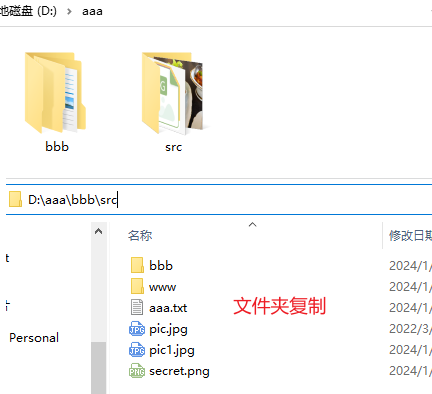 地磁盘 (D:) > aaa
bbb
src
D:\aaa\bbb\src
名称
修改日期
bbb
2024/1/
www
2024/1/
aaa.txt
2024/1/
文件夹复制
pic.jpg
2022/3/
pic1.jpg
2024/1/
secret.png
2024/1/
Personal